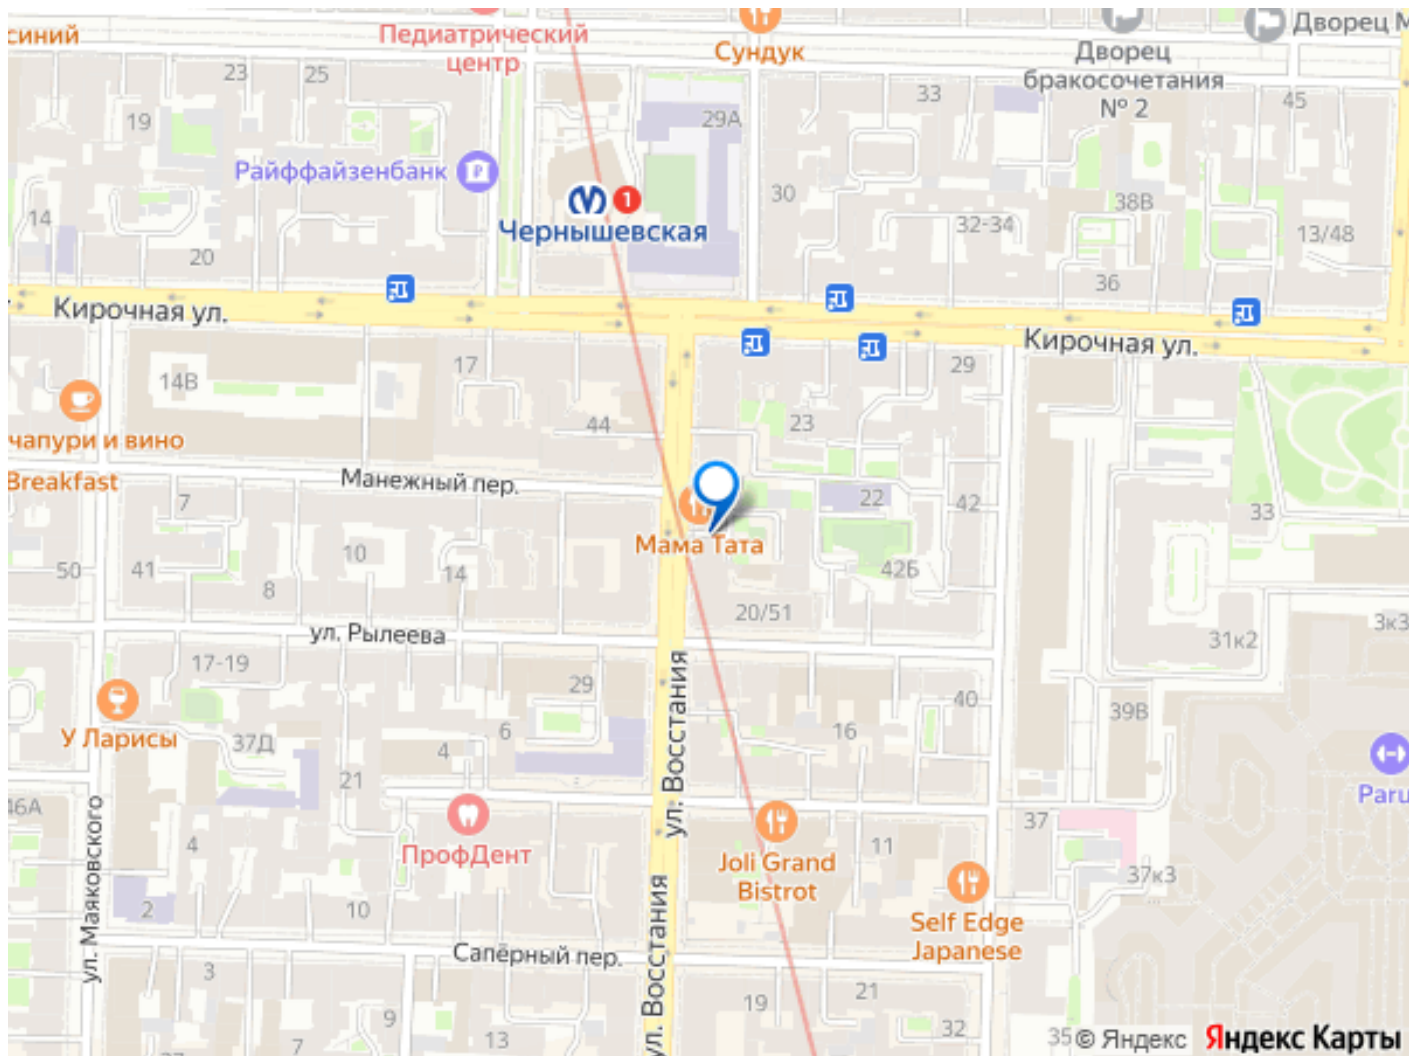 синий
Педиатрический
центр
Сундук
Дворец
бракосочетания
№ 2
Дворец М
23
25
19
29А
33
45
Райффайзенбанк
1
Чернышевская
30
38В
32-34
13/48
14
20
36
Кирочная ул.
Кирочная ул.
14В
17
29
44
23
чапури и вино
Breakfast
Манежный пер.
7
22
42
33
Мама Тата
50
41
10
8
14
42Б
20/51
3к3
31к2
ул. Рылеева
17-19
29
40
39В
У Ларисы
37Д
6
4
16
21
ул. Восстания
Paru
46А
ул. Маяковского
ПрофДент
4
Joli Grand
Bistrot
11
37
37к3
2
10
Self Edge
Japanese
Сапёрный пер.
ул. Восстания
3
9
13
7
19
21
32
35
© Яндекс
Яндекс Карты